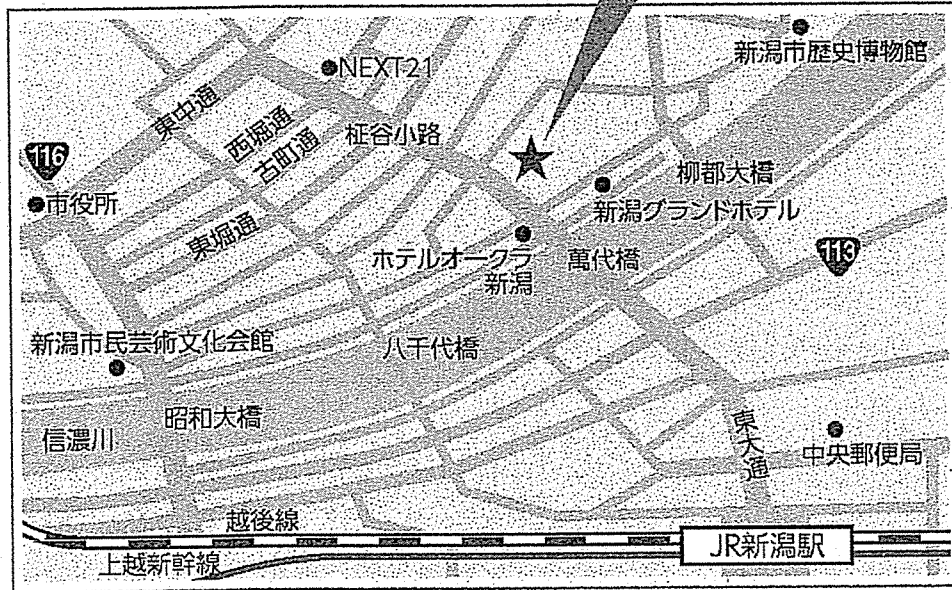 新潟市歴史博物館
NEXT21
東中通
西堀通
古町通
柾谷小路
116
市役所
東堀通
柳都大橋
新潟グランドホテル
ホテルオークラ
新潟
萬代橋
113
新潟市民芸術文化会館
八千代橋
昭和大橋
信濃川
東大通
中央郵便局
越後線
JR新潟駅
上越新幹線